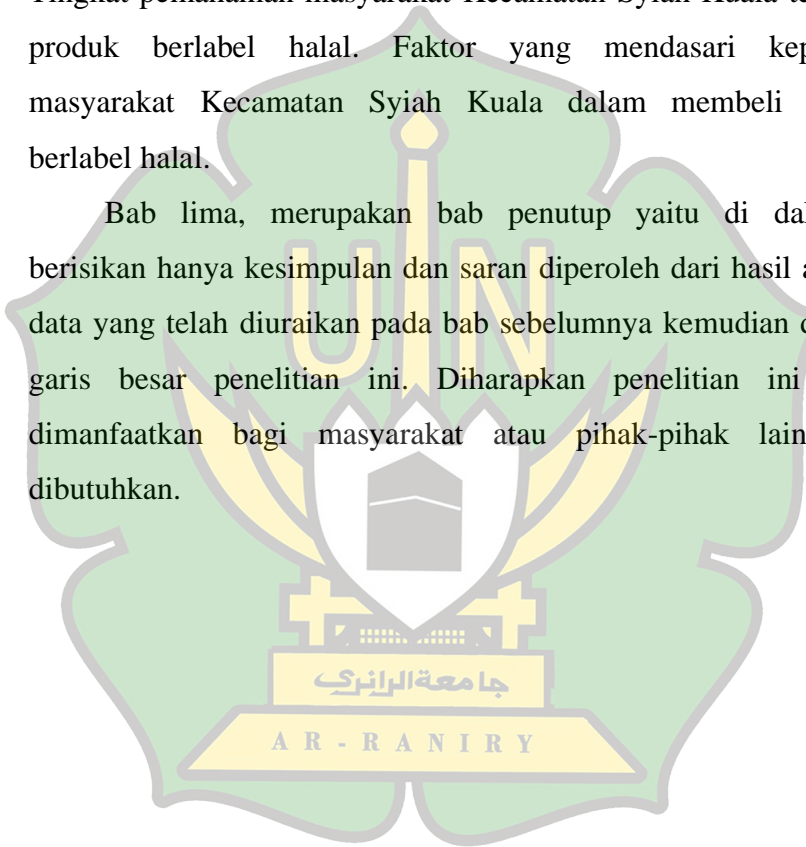 Tingkat pemahaman masyarakat Kecamatan Syiah Kuala te
produk berlabel halal. Faktor yang mendasari kep
masyarakat Kecamatan Syiah Kuala dalam membeli
berlabel halal.
Bab lima, merupakan bab penutup yaitu di dal
berisikan hanya kesimpulan dan saran diperoleh dari hasil a
data yang telah diuraikan pada bab sebelumnya kemudian d
garis besar penelitian ini. Diharapkan penelitian ini
dimanfaatkan bagi masyarakat atau pihak-pihak lain
dibutuhkan.
UIN
جامعةالرانري
AR-RANIRY